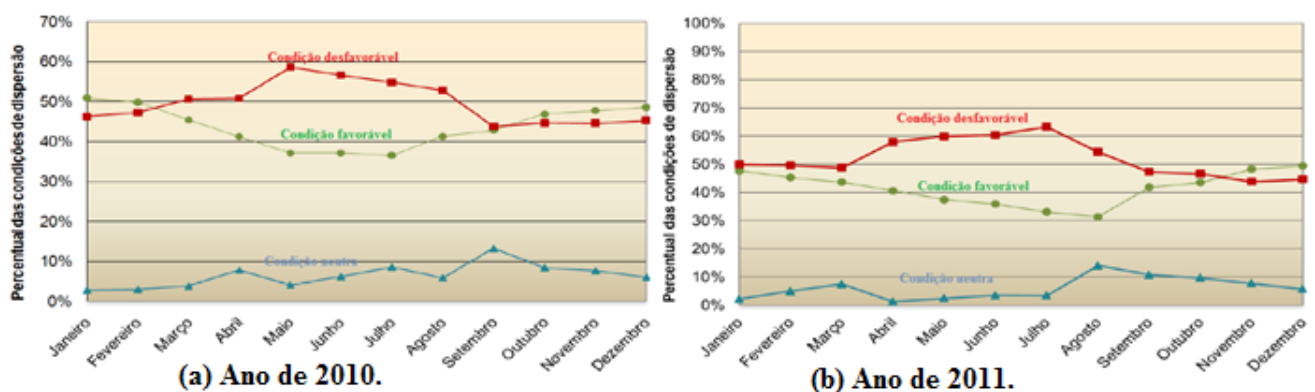 Percentual das condições de dispersão
70%
60%
50%
40%
30%
20%
10%
0%
Condição desfavorável
Condição favorável
Condição neutra
Janeiro
Fevereiro
Março
Abril
Maio
Junho
Julho
Agosto
Setembro
Outubro
Novembro
Dezembro
(a) Ano de 2010.
Percentual das condições de dispersão
100%
90%
80%
70%
60%
50%
40%
30%
20%
10%
0%
Condição desfavorável
Condição favorável
Condição neutra
Janeiro
Fevereiro
Março
Abril
Maio
Junho
Julho
Agosto
Setembro
Outubro
Novembro
Dezembro
(b) Ano de 2011.